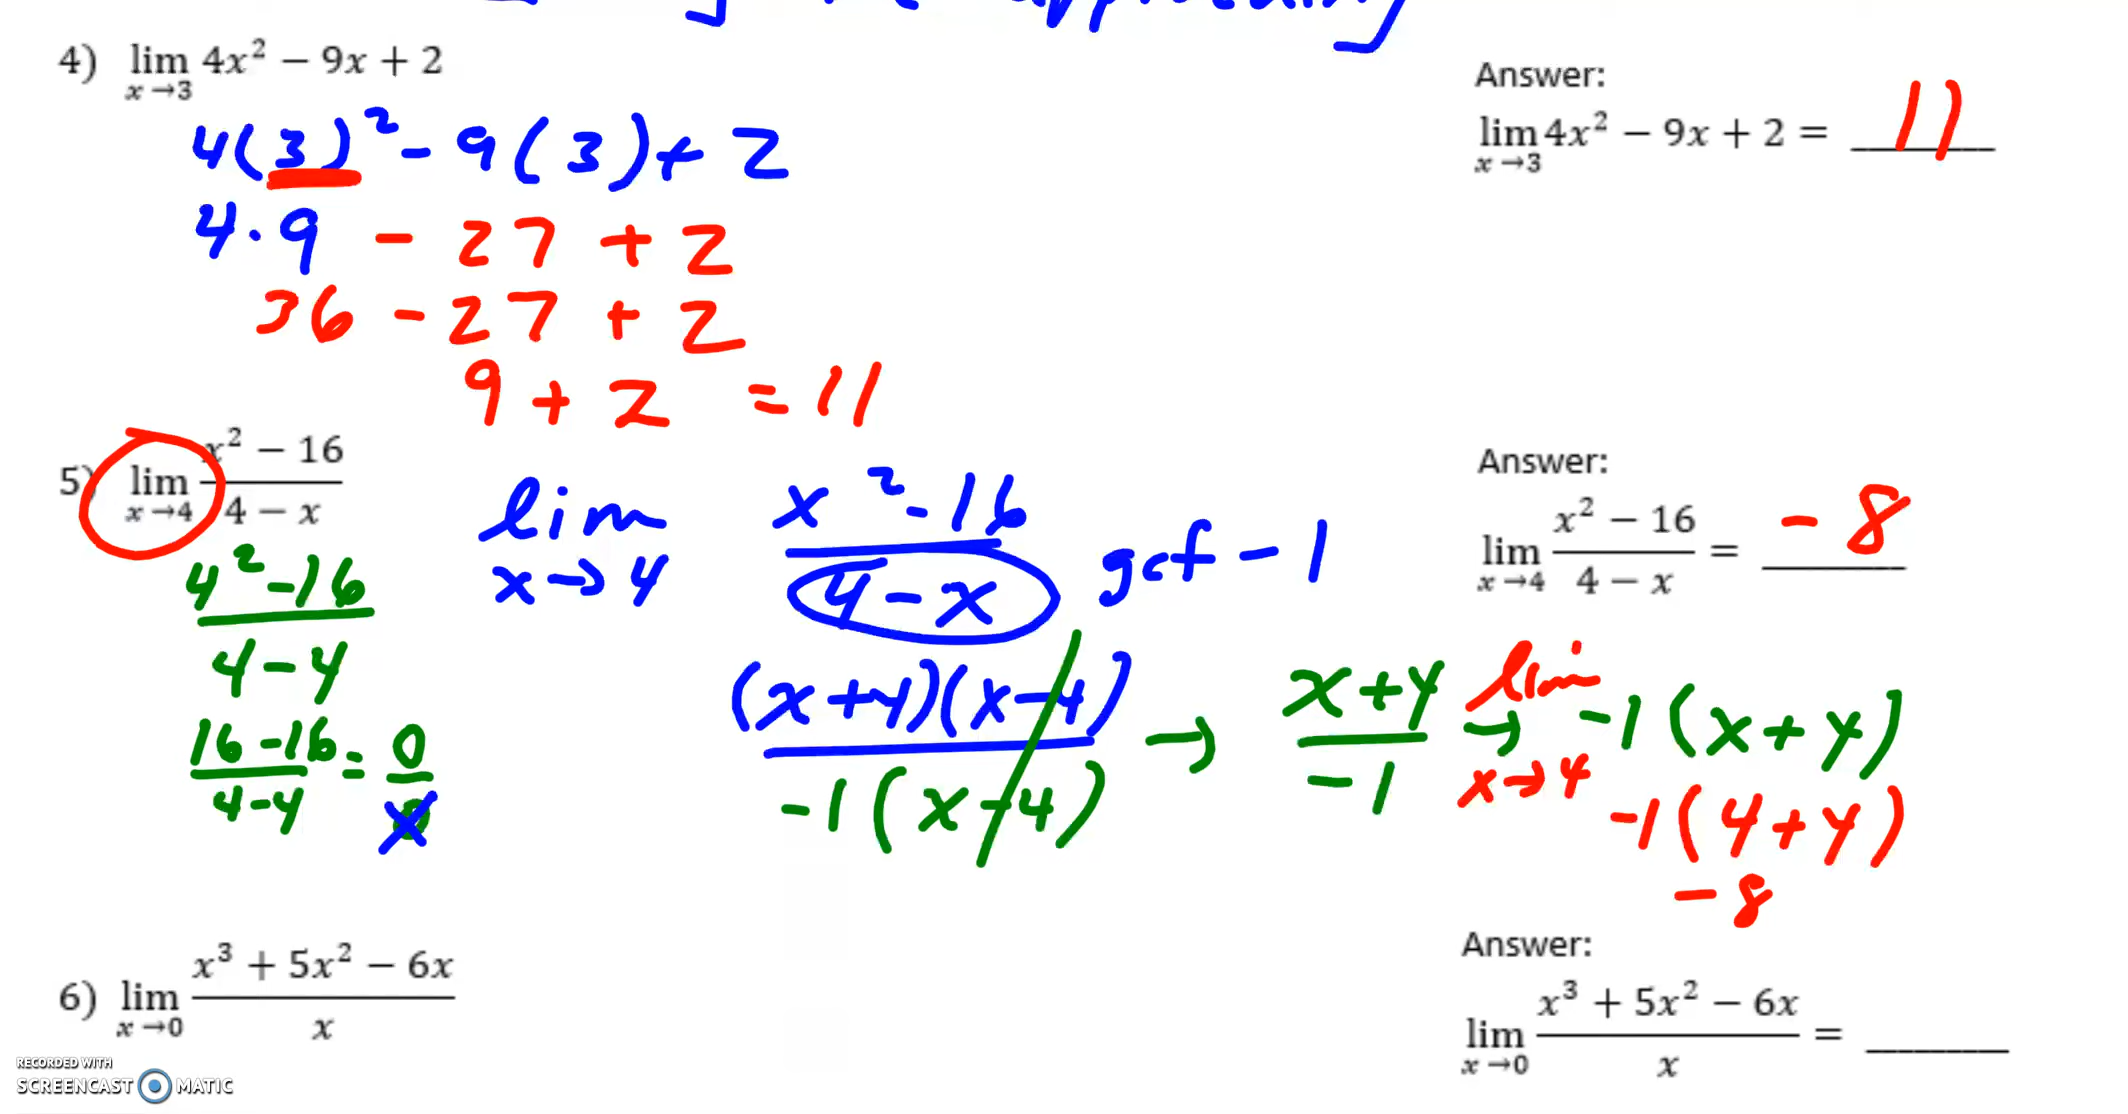 approaching
4) lim x→3 4x² − 9x + 2
Answer:
lim x→3 4x² − 9x + 2 = 11
4(3)² - 9(3) + 2
4·9 - 27 + 2
36 - 27 + 2
9 + 2 = 11
5) lim x→4 (x² − 16)/(4 − x)
lim x→4 (x² - 16)/(4 - x) gcf -1
Answer:
lim x→4 (x² − 16)/(4 − x) = -8
(4² - 16)/(4 - 4)
(16 - 16)/(4 - 4) = 0/0
(x+4)(x-4)/(-1(x-4)) → (x+4)/(-1) → lim x→4 -1(x+4)
-1(4+4)
-8
6) lim x→0 (x³ + 5x² − 6x)/x
Answer:
lim x→0 (x³ + 5x² − 6x)/x = ____
RECORDED WITH
SCREENCAST MATIC